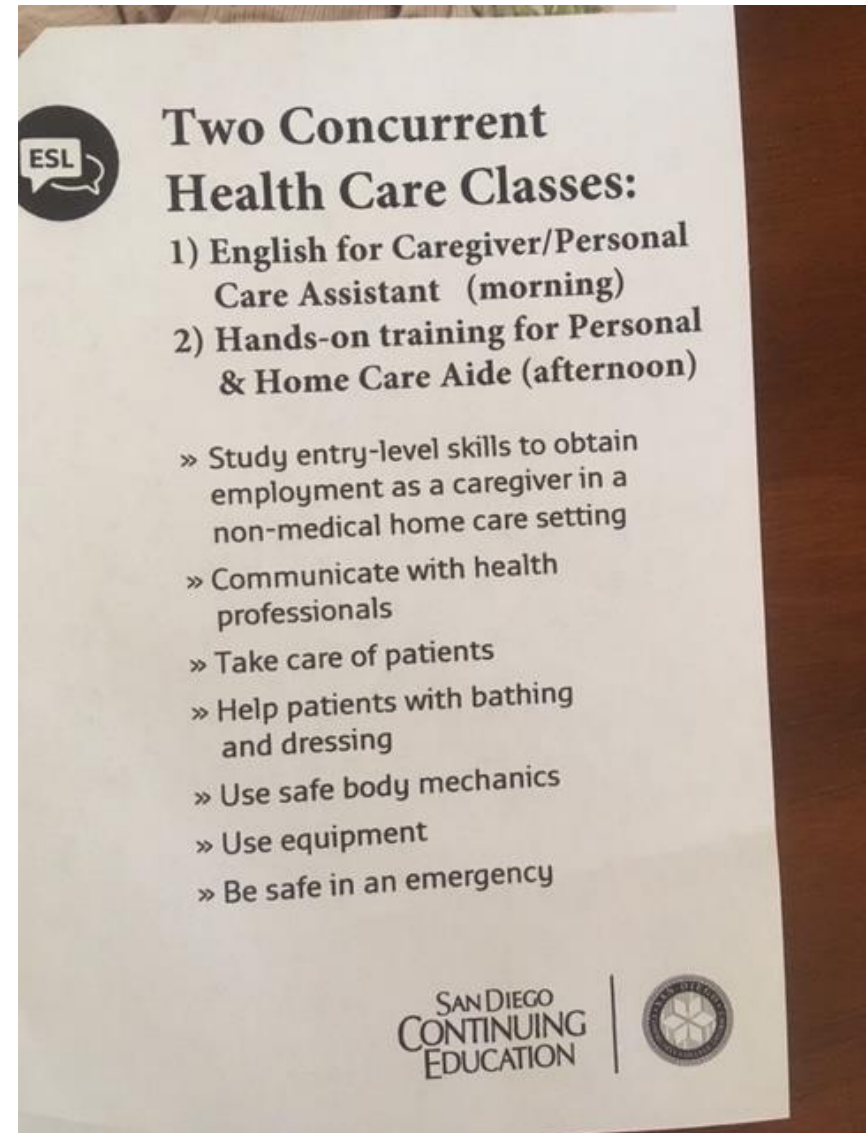 ESL
Two Concurrent
Health Care Classes:
1) English for Caregiver/Personal
Care Assistant (morning)
2) Hands-on training for Personal
& Home Care Aide (afternoon)
» Study entry-level skills to obtain
employment as a caregiver in a
non-medical home care setting
» Communicate with health
professionals
» Take care of patients
» Help patients with bathing
and dressing
» Use safe body mechanics
» Use equipment
» Be safe in an emergency
SAN DIEGO
CONTINUING
EDUCATION
SAN DIEGO